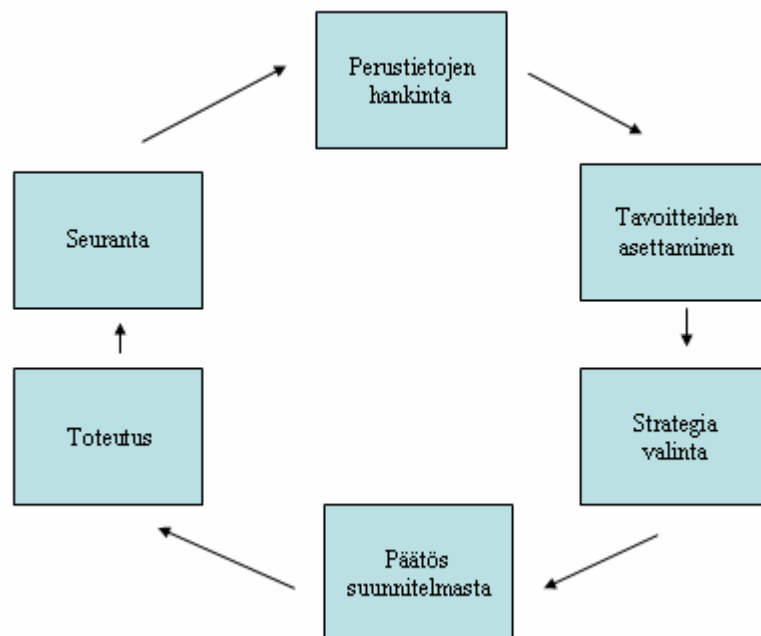 Perustietojen
hankinta
Tavoitteiden
asettaminen
Strategia
valinta
Päätös
suunnitelmasta
Toteutus
Seuranta